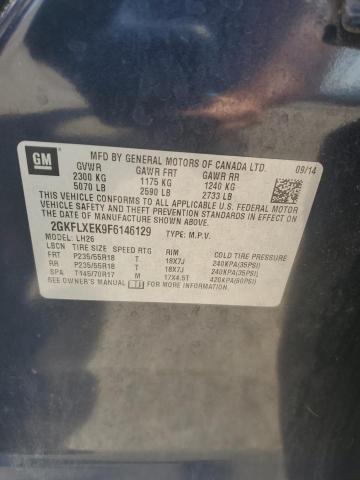 GM
MFD BY GENERAL MOTORS OF CANADA LTD. 09/14
GVWR GAWR FRT GAWR RR
2300 KG 1175 KG 1240 KG
5070 LB 2590 LB 2733 LB
THIS VEHICLE CONFORMS TO ALL APPLICABLE U.S. FEDERAL MOTOR
VEHICLE SAFETY AND THEFT PREVENTION STANDARDS IN EFFECT ON
THE DATE OF MANUFACTURE SHOWN ABOVE.
2GKFLXEK9F6146129 TYPE: M.P.V.
MODEL: LH26
LBCN TIRE SIZE SPEED RTG RIM COLD TIRE PRESSURE
FRT P235/55R18 T 18X7J 240KPA(35PSI)
RR P235/55R18 T 18X7J 240KPA(35PSI)
SPA T145/70R17 M 17X4.5T 420KPA(60PSI)
SEE OWNER'S MANUAL FOR MORE INFORMATION.